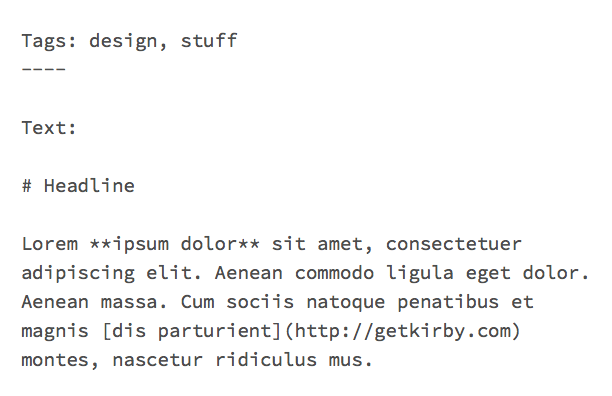 Tags: design, stuff
----
Text:
# Headline
Lorem **ipsum dolor** sit amet, consectetuer
adipiscing elit. Aenean commodo ligula eget dolor.
Aenean massa. Cum sociis natoque penatibus et
magnis [dis parturient](http://getkirby.com)
montes, nascetur ridiculus mus.